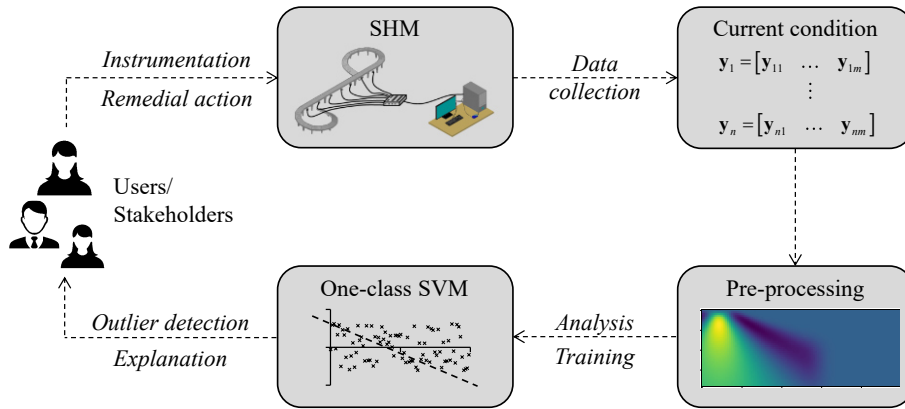 SHM
Instrumentation
Remedial action
Data
collection
Current condition
y₁ = [y₁₁ … y₁ₘ]
⋮
yₙ = [yₙ₁ … yₙₘ]
Users/
Stakeholders
One-class SVM
Outlier detection
Explanation
Analysis
Training
Pre-processing